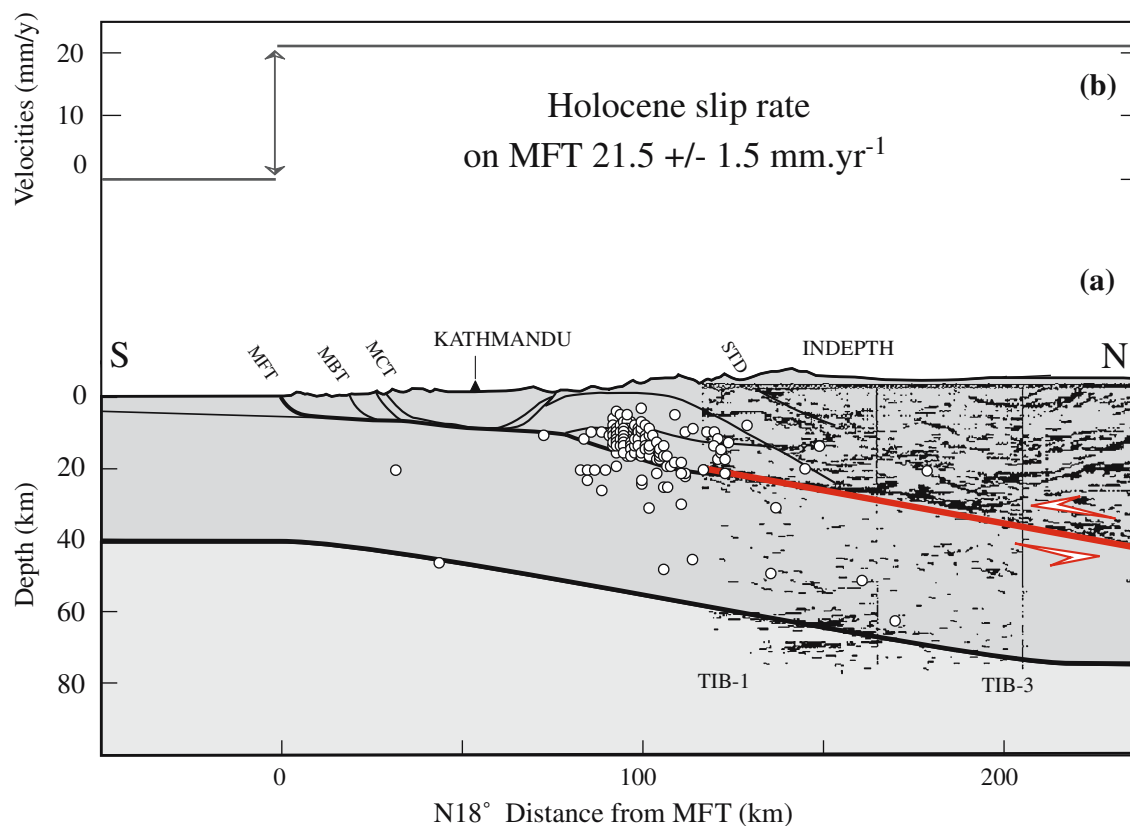 20
10
0
Velocities (mm/y)
(b)
Holocene slip rate
on MFT 21.5 +/- 1.5 mm.yr-1
(a)
S
MFT
MBT
MCT
KATHMANDU
STD
INDEPTH
N
0
20
40
60
80
Depth (km)
TIB-1
TIB-3
0
100
200
N18° Distance from MFT (km)